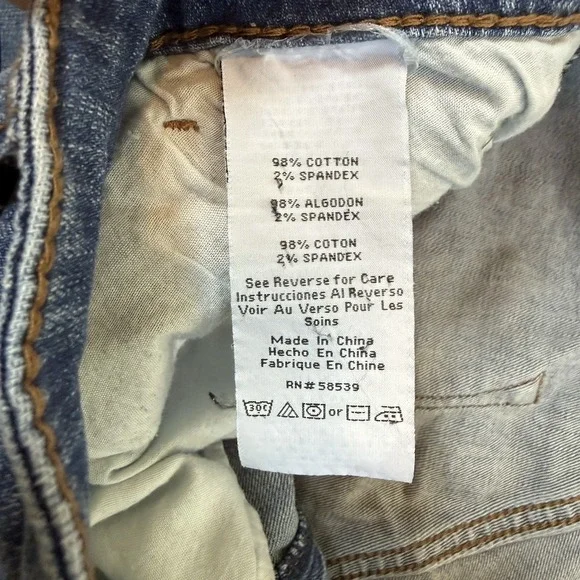 98% COTTON
2% SPANDEX
98% ALGODON
2% SPANDEX
98% COTON
2% SPANDEX
See Reverse for Care
Instrucciones Al Reverso
Voir Au Verso Pour Les
Soins
Made In China
Hecho En China
Fabrique En Chine
RN# 58539
30C or